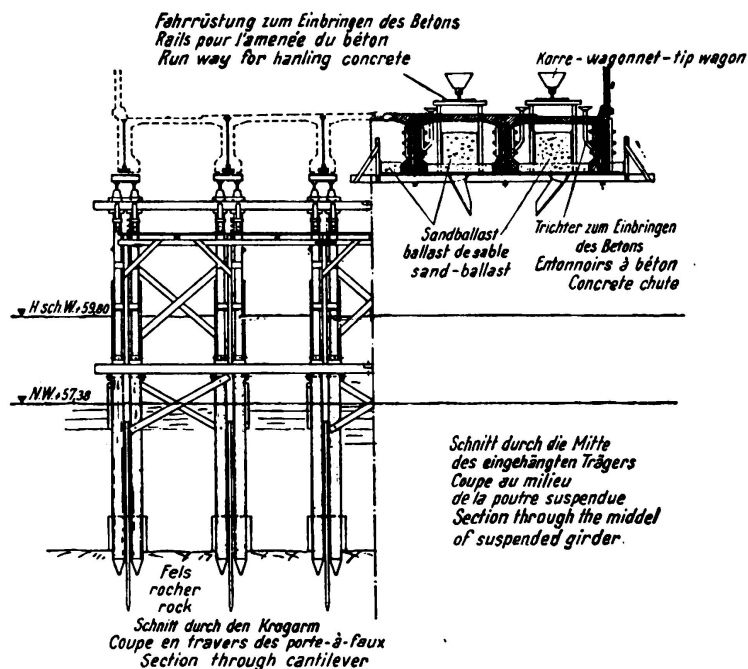 Fahrrüstung zum Einbringen des Betons
Rails pour l'amenée du béton
Run way for hanling concrete
Karre-wagonnet-tip wagon
Sandballast
ballast de sable
sand-ballast
Trichter zum Einbringen
des Betons
Entonnoirs à béton
Concrete chute
H.sch.W.+59,80
N.W.+57,38
Schnitt durch die Mitte
des eingehängten Trägers
Coupe au milieu
de la poutre suspendue
Section through the middel
of suspended girder.
Fels
rocher
rock
Schnitt durch den Kragarm
Coupe en travers des porte-à-faux
Section through cantilever